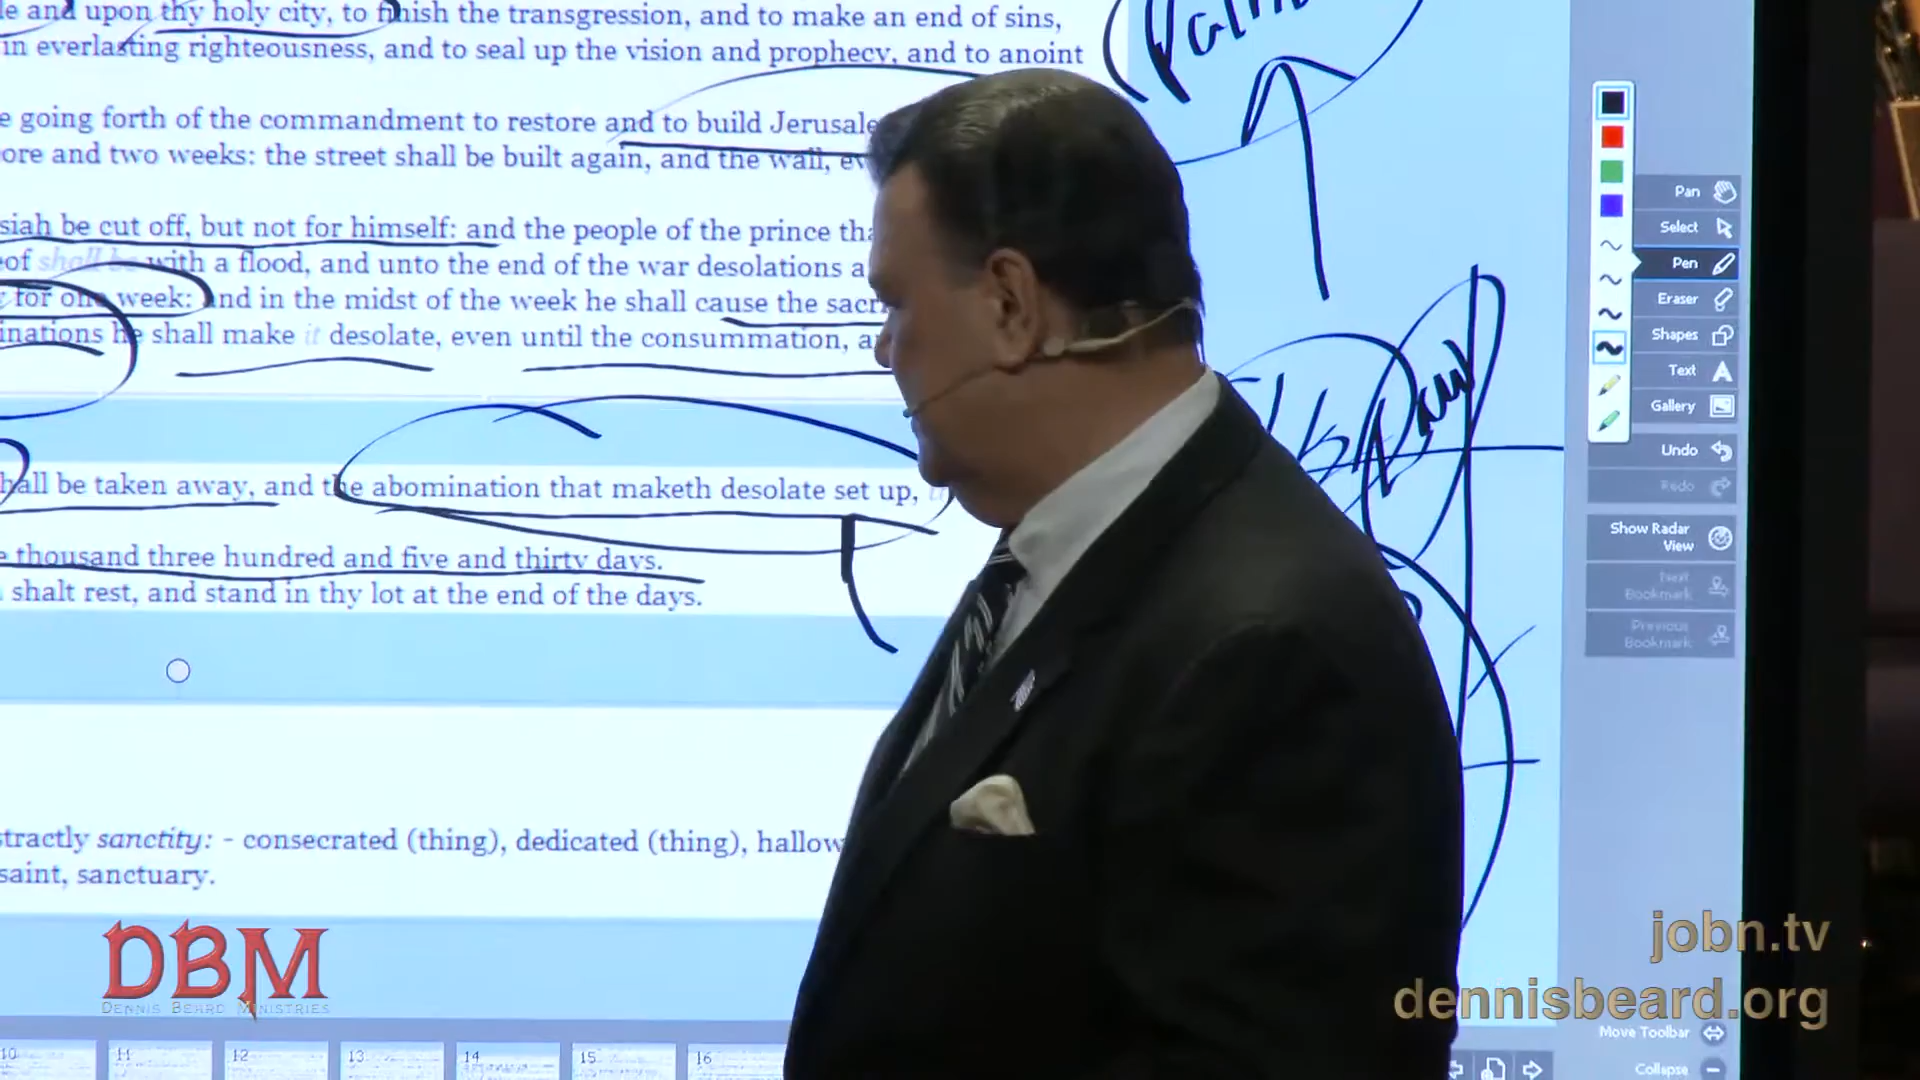 le and upon thy holy city, to finish the transgression, and to make an end of sins,
in everlasting righteousness, and to seal up the vision and prophecy, and to anoint
e going forth of the commandment to restore and to build Jerusale
ore and two weeks: the street shall be built again, and the wall, ev
siah be cut off, but not for himself: and the people of the prince tha
eof shall be with a flood, and unto the end of the war desolations a
for one week: and in the midst of the week he shall cause the sacri
inations he shall make it desolate, even until the consummation, a
hall be taken away, and the abomination that maketh desolate set up,
e thousand three hundred and five and thirty days.
shalt rest, and stand in thy lot at the end of the days.
stractly sanctity: - consecrated (thing), dedicated (thing), hallow
saint, sanctuary.
Pan
Select
Pen
Eraser
Shapes
Text
Gallery
Undo
Redo
Show Radar
View
Next
Bookmark
Previous
Bookmark
DBM
DENNIS BEARD MINISTRIES
jobn.tv
dennisbeard.org
Move Toolbar
Collapse
10 11 12 13 14 15 16